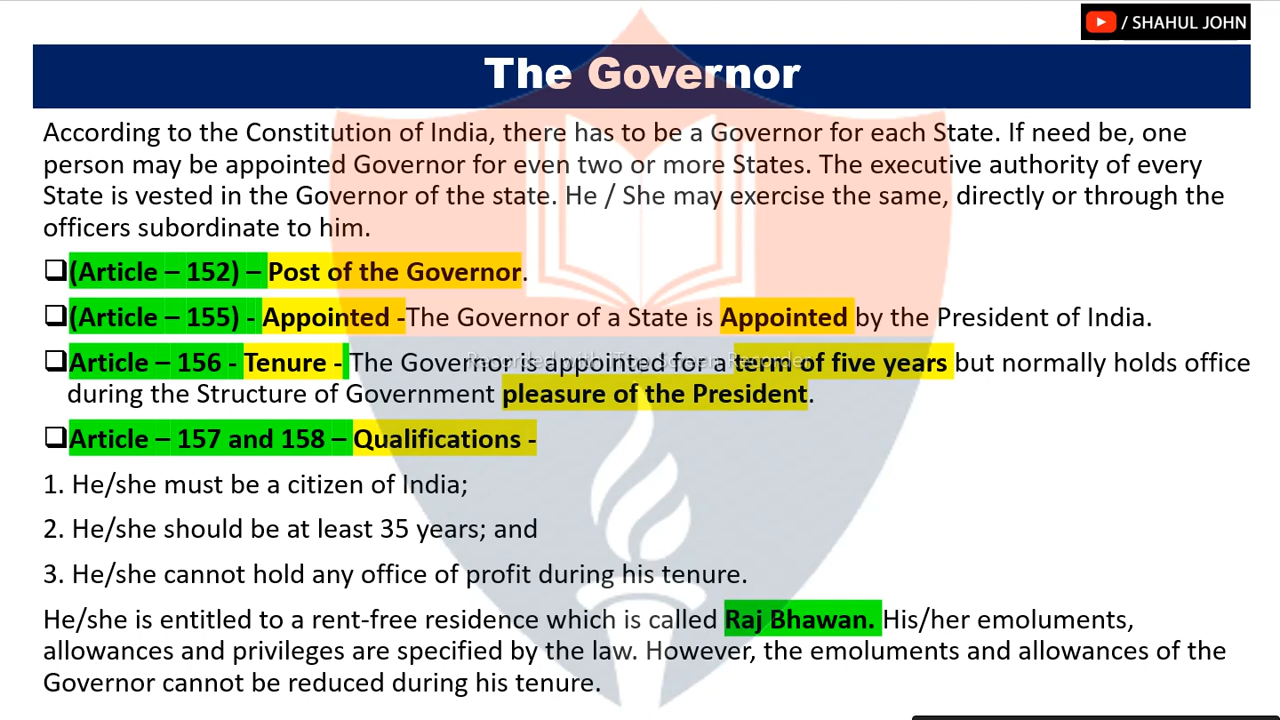 / SHAHUL JOHN
The Governor
According to the Constitution of India, there has to be a Governor for each State. If need be, one
person may be appointed Governor for even two or more States. The executive authority of every
State is vested in the Governor of the state. He / She may exercise the same, directly or through the
officers subordinate to him.
❑(Article – 152) – Post of the Governor.
❑(Article – 155) - Appointed -The Governor of a State is Appointed by the President of India.
❑Article – 156 - Tenure - The Governor is appointed for a term of five years but normally holds office
during the Structure of Government pleasure of the President.
❑Article – 157 and 158 – Qualifications -
1. He/she must be a citizen of India;
2. He/she should be at least 35 years; and
3. He/she cannot hold any office of profit during his tenure.
He/she is entitled to a rent-free residence which is called Raj Bhawan. His/her emoluments,
allowances and privileges are specified by the law. However, the emoluments and allowances of the
Governor cannot be reduced during his tenure.